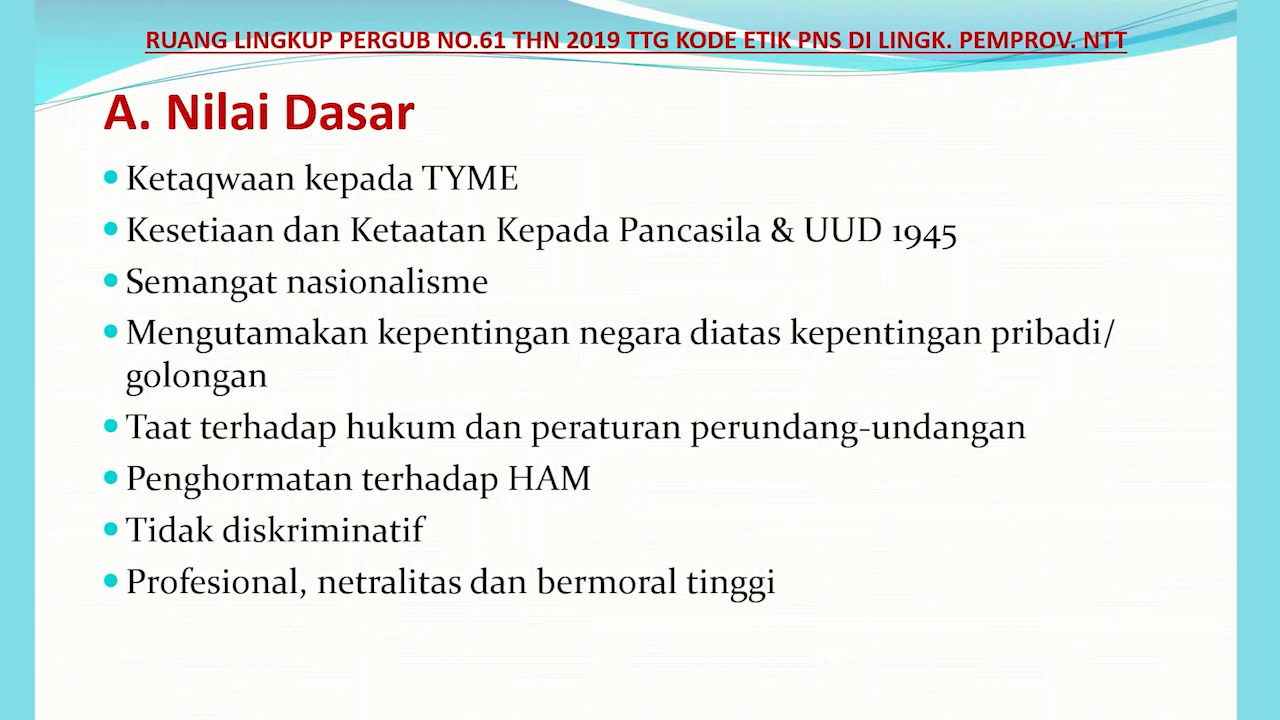 RUANG LINGKUP PERGUB NO.61 THN 2019 TTG KODE ETIK PNS DI LINGK. PEMPROV. NTT
A. Nilai Dasar
• Ketaqwaan kepada TYME
• Kesetiaan dan Ketaatan Kepada Pancasila & UUD 1945
• Semangat nasionalisme
• Mengutamakan kepentingan negara diatas kepentingan pribadi/
golongan
• Taat terhadap hukum dan peraturan perundang-undangan
• Penghormatan terhadap HAM
• Tidak diskriminatif
• Profesional, netralitas dan bermoral tinggi